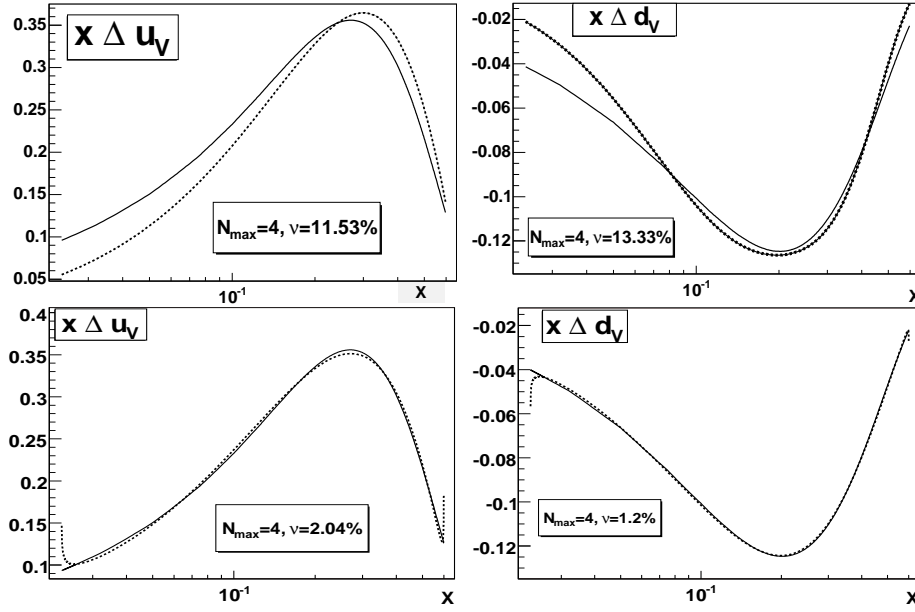 x Δ u_V
0.35
0.3
0.25
0.2
0.15
0.1
0.05
N_max=4, ν=11.53%
10^-1
X
x Δ d_V
-0.02
-0.04
-0.06
-0.08
-0.1
-0.12
N_max=4, ν=13.33%
10^-1
X
x Δ u_V
0.4
0.35
0.3
0.25
0.2
0.15
0.1
N_max=4, ν=2.04%
10^-1
X
x Δ d_V
-0.02
-0.04
-0.06
-0.08
-0.1
-0.12
N_max=4, ν=1.2%
10^-1
X